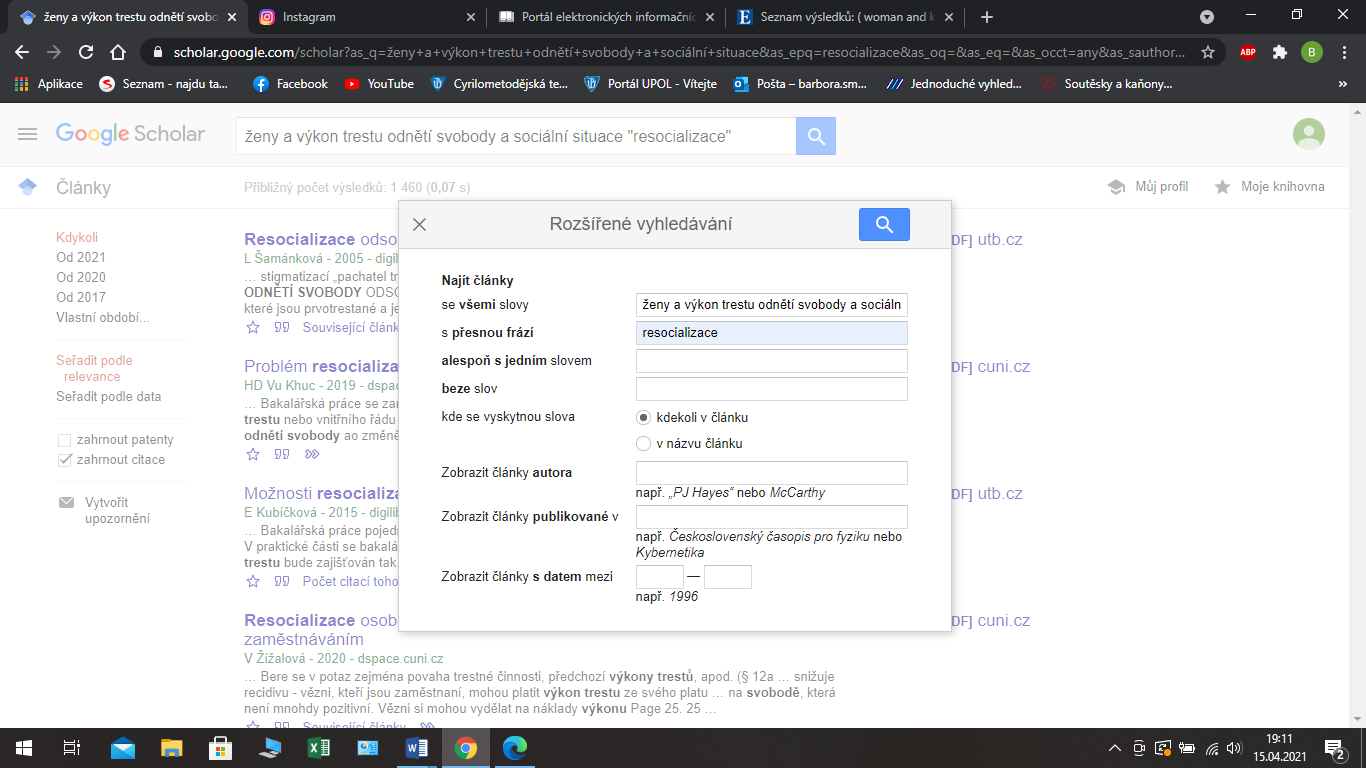 ženy a výkon trestu odnětí svobo
Instagram
Portál elektronických informačníc
Seznam výsledků: ( woman and k
scholar.google.com/scholar?as_q=ženy+a+výkon+trestu+odnětí+svobody+a+sociální+situace&as_epq=resocializace&as_oq=&as_eq=&as_occt=any&as_sauthor...
ABP
B
Aplikace
Seznam - najdu ta...
Facebook
YouTube
Cyrilometodějská te...
Portál UPOL - Vítejte
Pošta – barbora.sm...
Jednoduché vyhled...
Soutěsky a kaňony...
»
Google Scholar
ženy a výkon trestu odnětí svobody a sociální situace "resocializace"
Články
Přibližný počet výsledků: 1 460 (0,07 s)
Můj profil
Moje knihovna
Kdykoli
Od 2021
Od 2020
Od 2017
Vlastní období...
Seřadit podle
relevance
Seřadit podle data
zahrnout patenty
zahrnout citace
Vytvořit
upozornění
Resocializace odso
L Šamánková - 2005 - digil
... stigmatizací „pachatel tr
ODNĚTÍ SVOBODY ODSO
které jsou prvotrestané a je
Související článk
DF] utb.cz
Problém resocializa
HD Vu Khuc - 2019 - dspac
... Bakalářská práce se zam
trestu nebo vnitřního řádu
odnětí svobody ao změně
DF] cuni.cz
Možnosti resocializa
E Kubíčková - 2015 - digilib
... Bakalářská práce pojedn
V praktické části se bakalá
trestu bude zajišťován tak
Počet citací toho
DF] utb.cz
Resocializace osob
zaměstnáváním
V Žížalová - 2020 - dspace.cuni.cz
... Bere se v potaz zejména povaha trestné činnosti, předchozí výkony trestů, apod. (§ 12a ... snižuje
recidivu - vězni, kteří jsou zaměstnaní, mohou platit výkon trestu ze svého platu ... na svobodě, která
není mnohdy pozitivní. Vězni si mohou vydělat na náklady výkonu Page 25. 25 ...
Související články
DF] cuni.cz
Rozšířené vyhledávání
Najít články
se všemi slovy
ženy a výkon trestu odnětí svobody a sociáln
s přesnou frází
resocializace
alespoň s jedním slovem
beze slov
kde se vyskytnou slova
kdekoli v článku
v názvu článku
Zobrazit články autora
např. „PJ Hayes“ nebo McCarthy
Zobrazit články publikované v
např. Československý časopis pro fyziku nebo
Kybernetika
Zobrazit články s datem mezi
—
např. 1996
19:11
15.04.2021
2